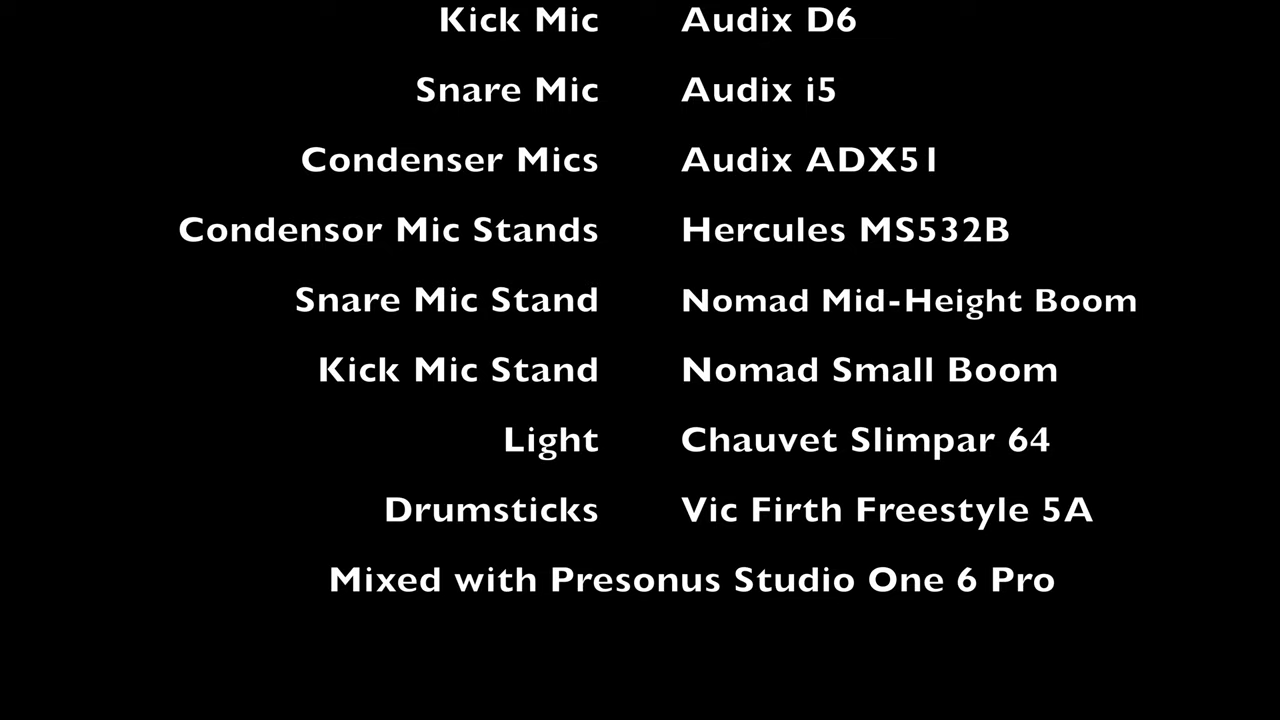 Kick Mic Audix D6
Snare Mic Audix i5
Condenser Mics Audix ADX51
Condensor Mic Stands Hercules MS532B
Snare Mic Stand Nomad Mid-Height Boom
Kick Mic Stand Nomad Small Boom
Light Chauvet Slimpar 64
Drumsticks Vic Firth Freestyle 5A
Mixed with Presonus Studio One 6 Pro